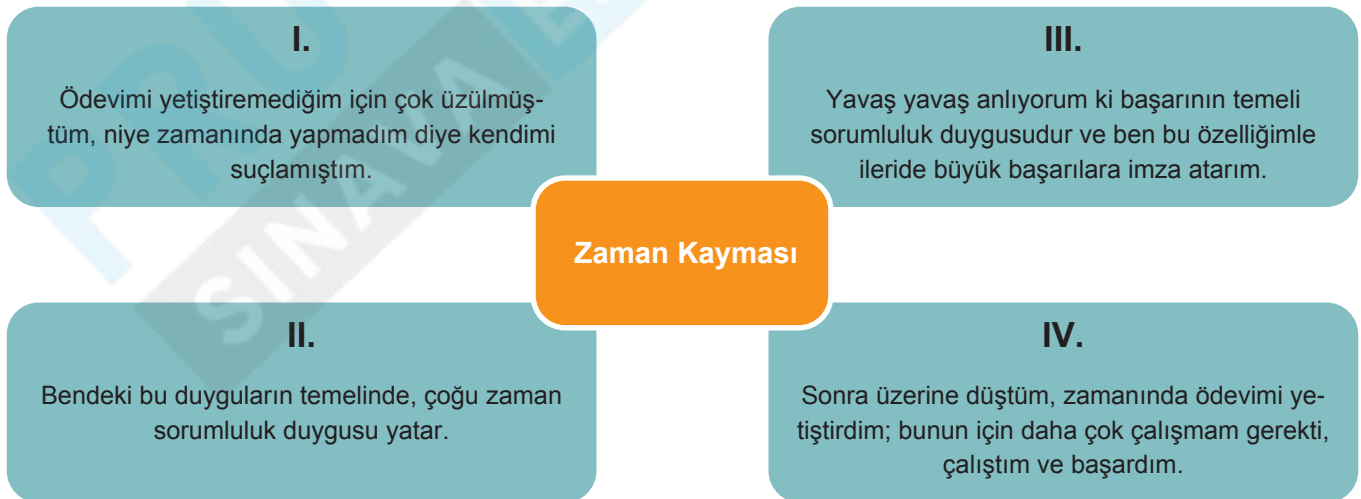 I.
Ödevimi yetiştiremediğim için çok üzülmüş-
tüm, niye zamanında yapmadım diye kendimi
suçlamıştım.
III.
Yavaş yavaş anlıyorum ki başarının temeli
sorumluluk duygusudur ve ben bu özelliğimle
ileride büyük başarılara imza atarım.
Zaman Kayması
II.
Bendeki bu duyguların temelinde, çoğu zaman
sorumluluk duygusu yatar.
IV.
Sonra üzerine düştüm, zamanında ödevimi ye-
tiştirdim; bunun için daha çok çalışmam gerekti,
çalıştım ve başardım.